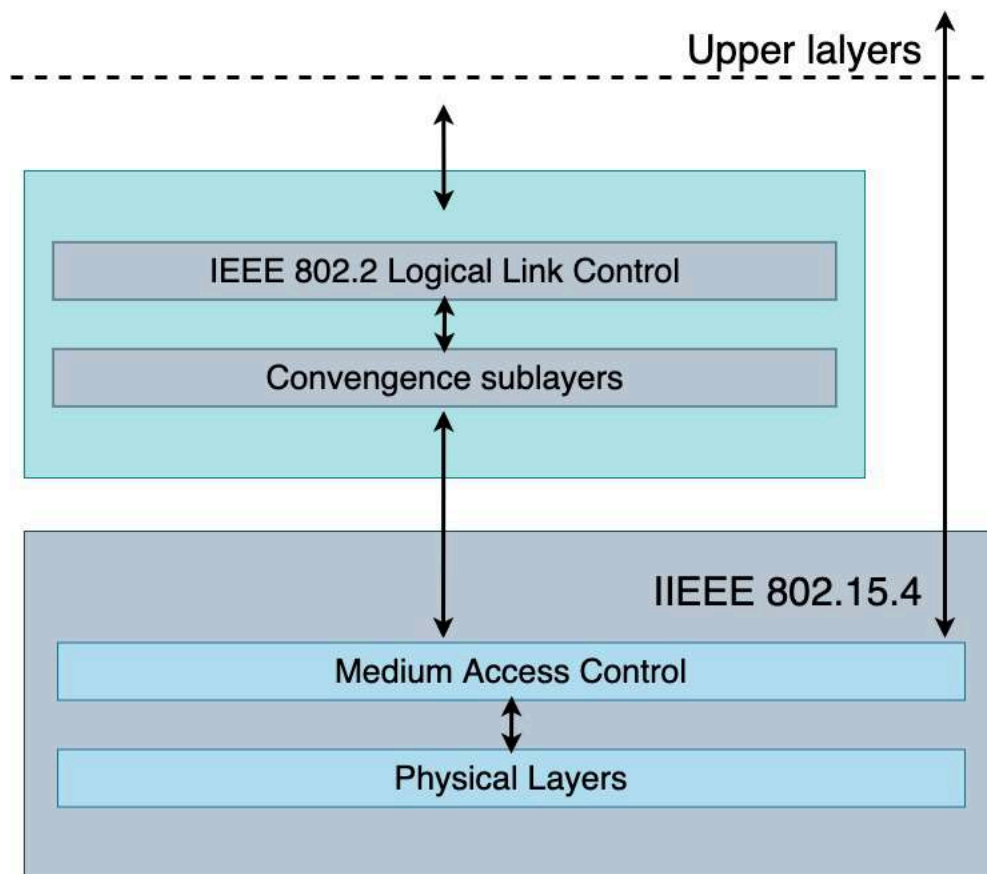 Upper lalyers
IEEE 802.2 Logical Link Control
Convengence sublayers
IIEEE 802.15.4
Medium Access Control
Physical Layers